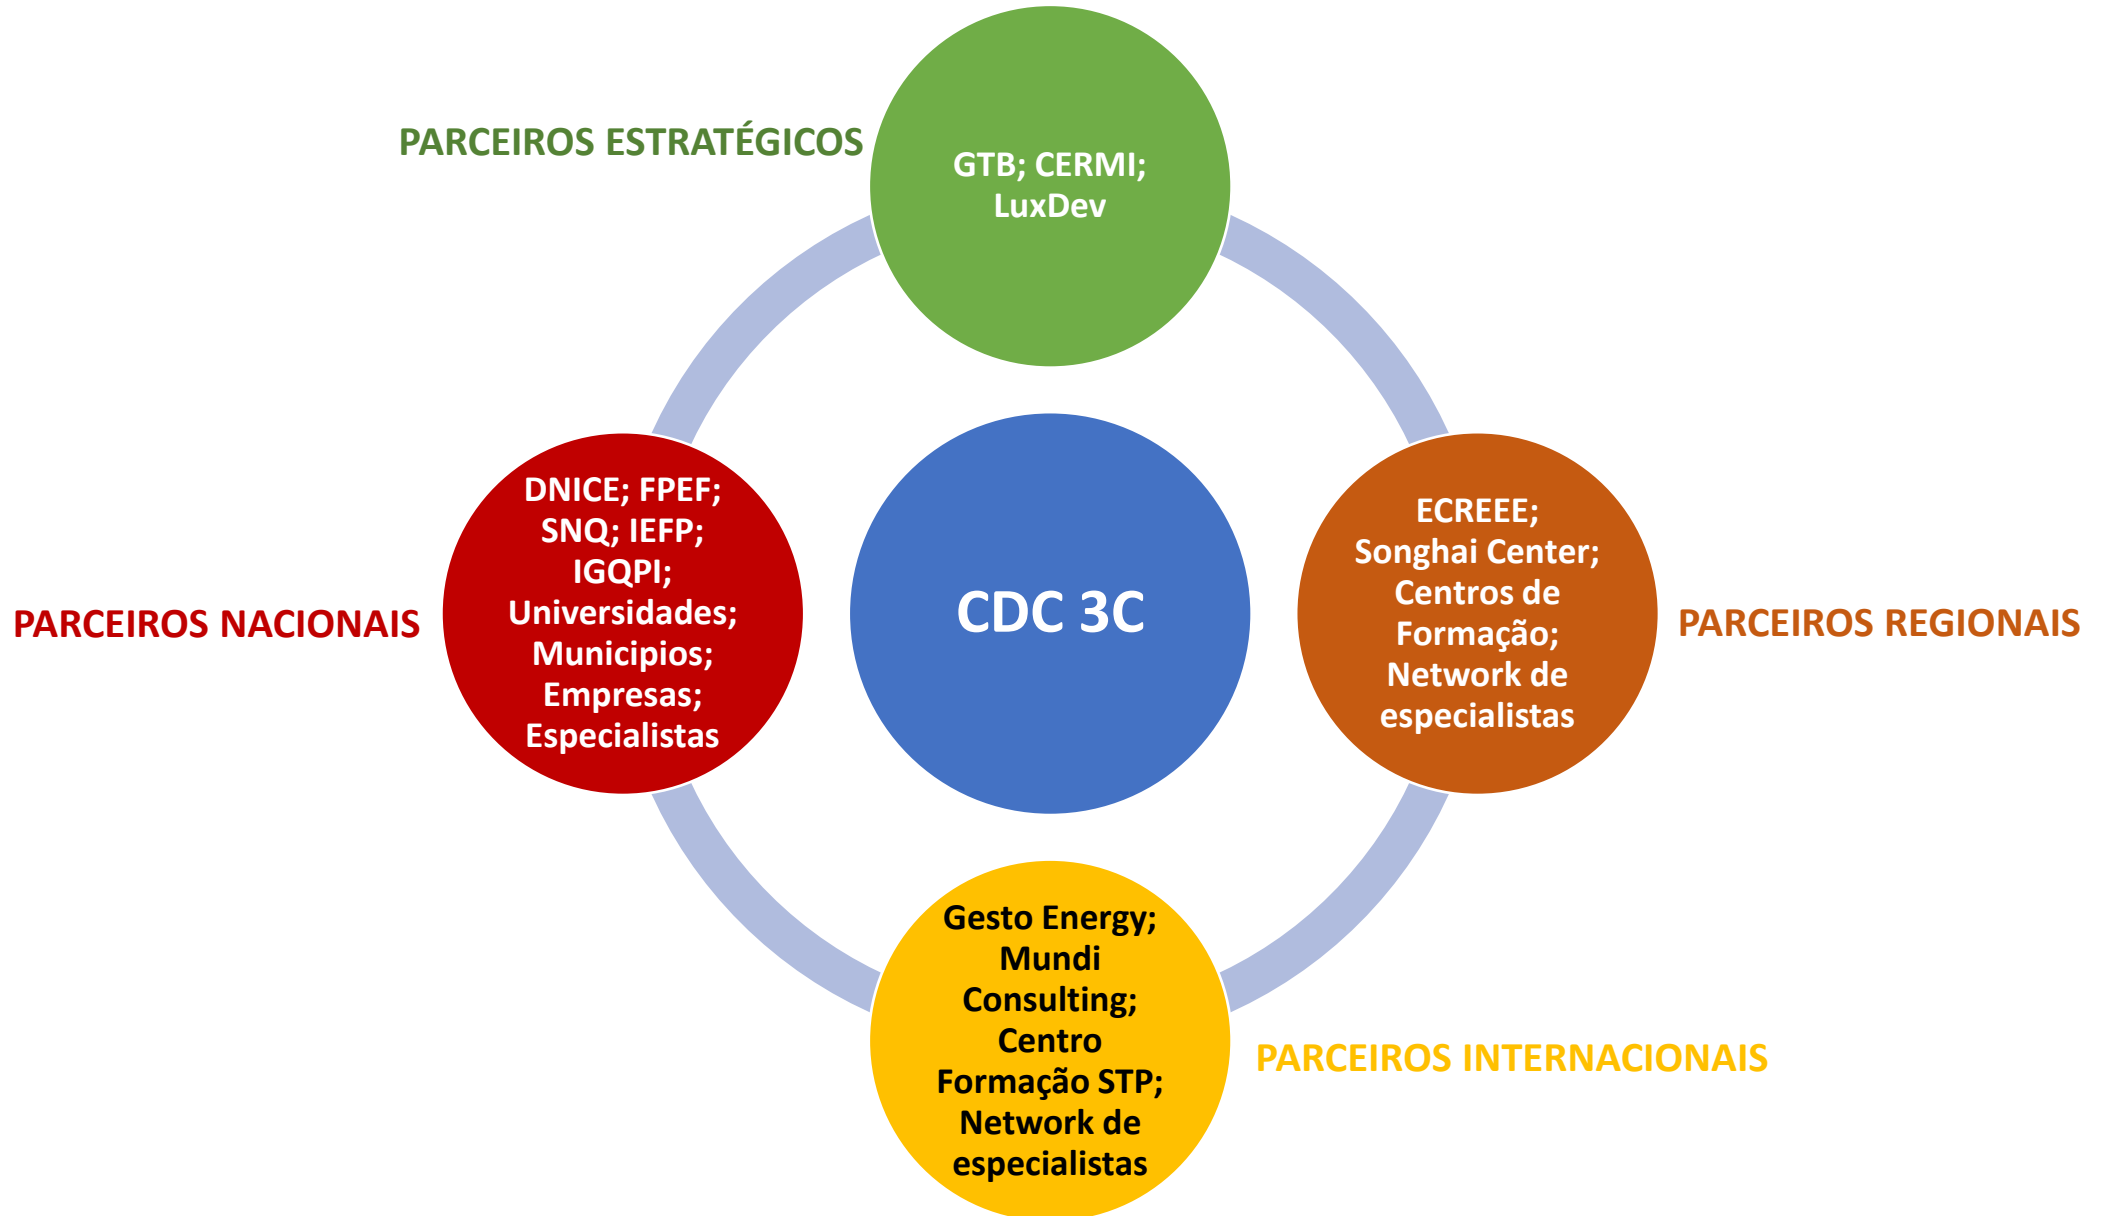 PARCEIROS ESTRATÉGICOS
GTB; CERMI;
LuxDev
PARCEIROS NACIONAIS
DNICE; FPEF;
SNQ; IEFP;
IGQPI;
Universidades;
Municipios;
Empresas;
Especialistas
CDC 3C
ECREEE;
Songhai Center;
Centros de
Formação;
Network de
especialistas
PARCEIROS REGIONAIS
Gesto Energy;
Mundi
Consulting;
Centro
Formação STP;
Network de
especialistas
PARCEIROS INTERNACIONAIS